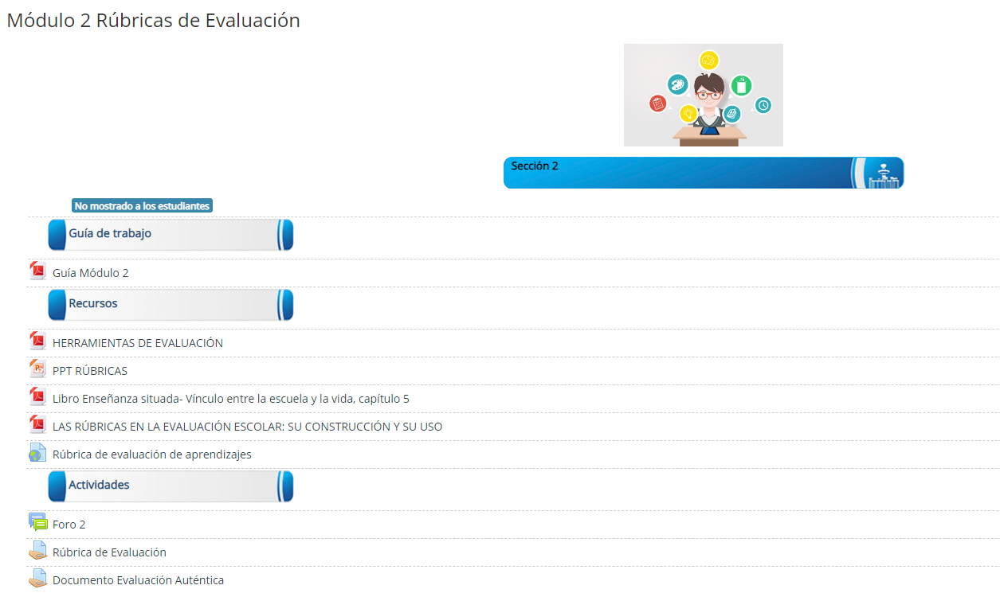 Módulo 2 Rúbricas de Evaluación
Sección 2
No mostrado a los estudiantes
Guía de trabajo
Guía Módulo 2
Recursos
HERRAMIENTAS DE EVALUACIÓN
PPT RÚBRICAS
Libro Enseñanza situada- Vínculo entre la escuela y la vida, capítulo 5
LAS RÚBRICAS EN LA EVALUACIÓN ESCOLAR: SU CONSTRUCCIÓN Y SU USO
Rúbrica de evaluación de aprendizajes
Actividades
Foro 2
Rúbrica de Evaluación
Documento Evaluación Auténtica